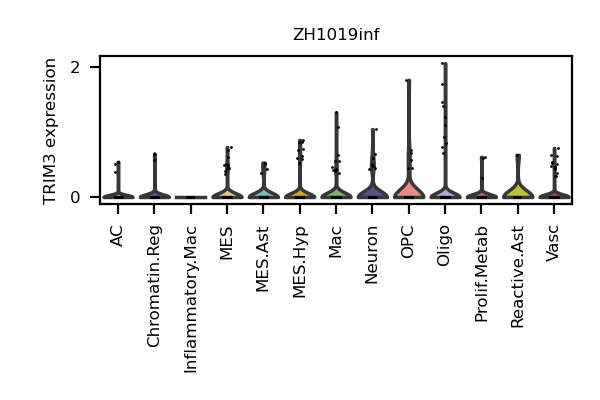 ZH1019inf
TRIM3 expression
2
0
AC
Chromatin.Reg
Inflammatory.Mac
MES
MES.Ast
MES.Hyp
Mac
Neuron
OPC
Oligo
Prolif.Metab
Reactive.Ast
Vasc